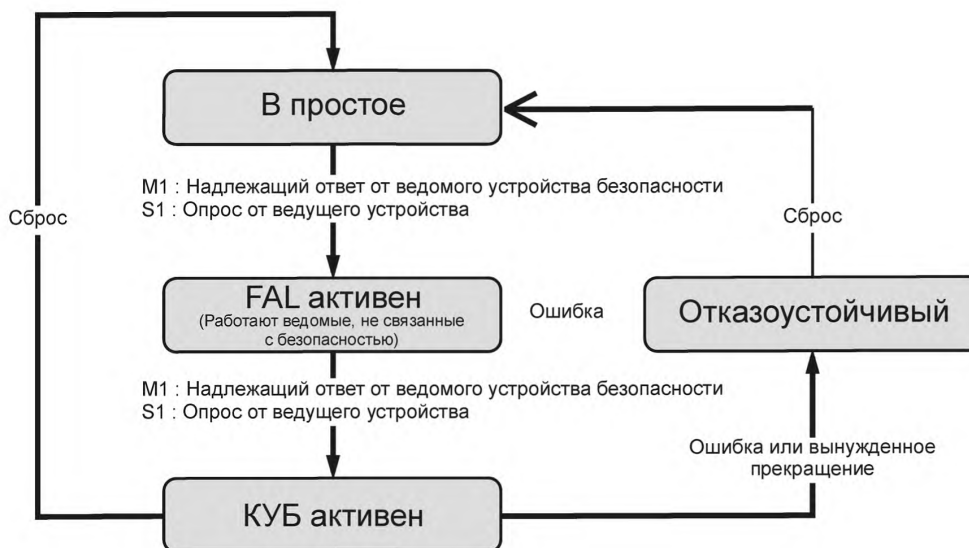 В простое
М1 : Надлежащий ответ от ведомого устройства безопасности
S1 : Опрос от ведущего устройства
Сброс
Сброс
FAL активен
(Работают ведомые, не связанные
с безопасностью)
Ошибка
Отказоустойчивый
М1 : Надлежащий ответ от ведомого устройства безопасности
S1 : Опрос от ведущего устройства
Ошибка или вынужденное
прекращение
КУБ активен